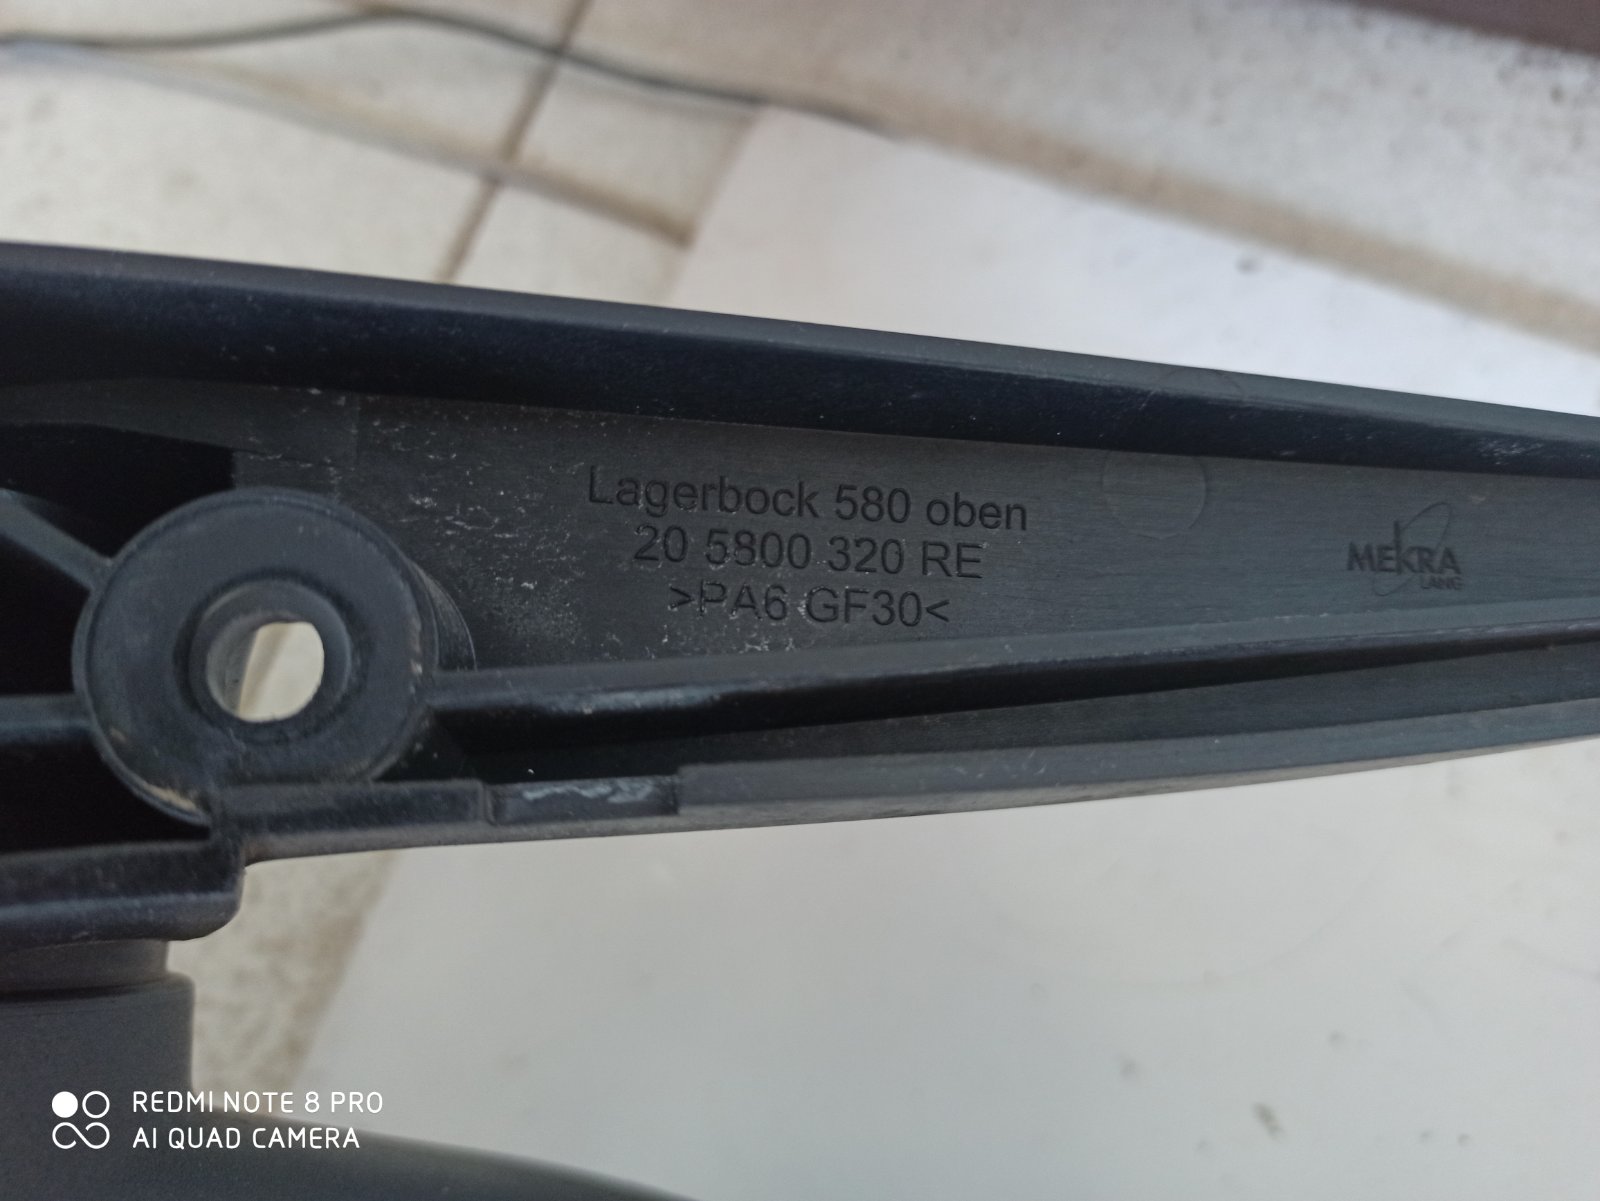 Lagerbock 580 oben
20 5800 320 RE
>PA6 GF30<
MEKRA
LANG
REDMI NOTE 8 PRO
AI QUAD CAMERA